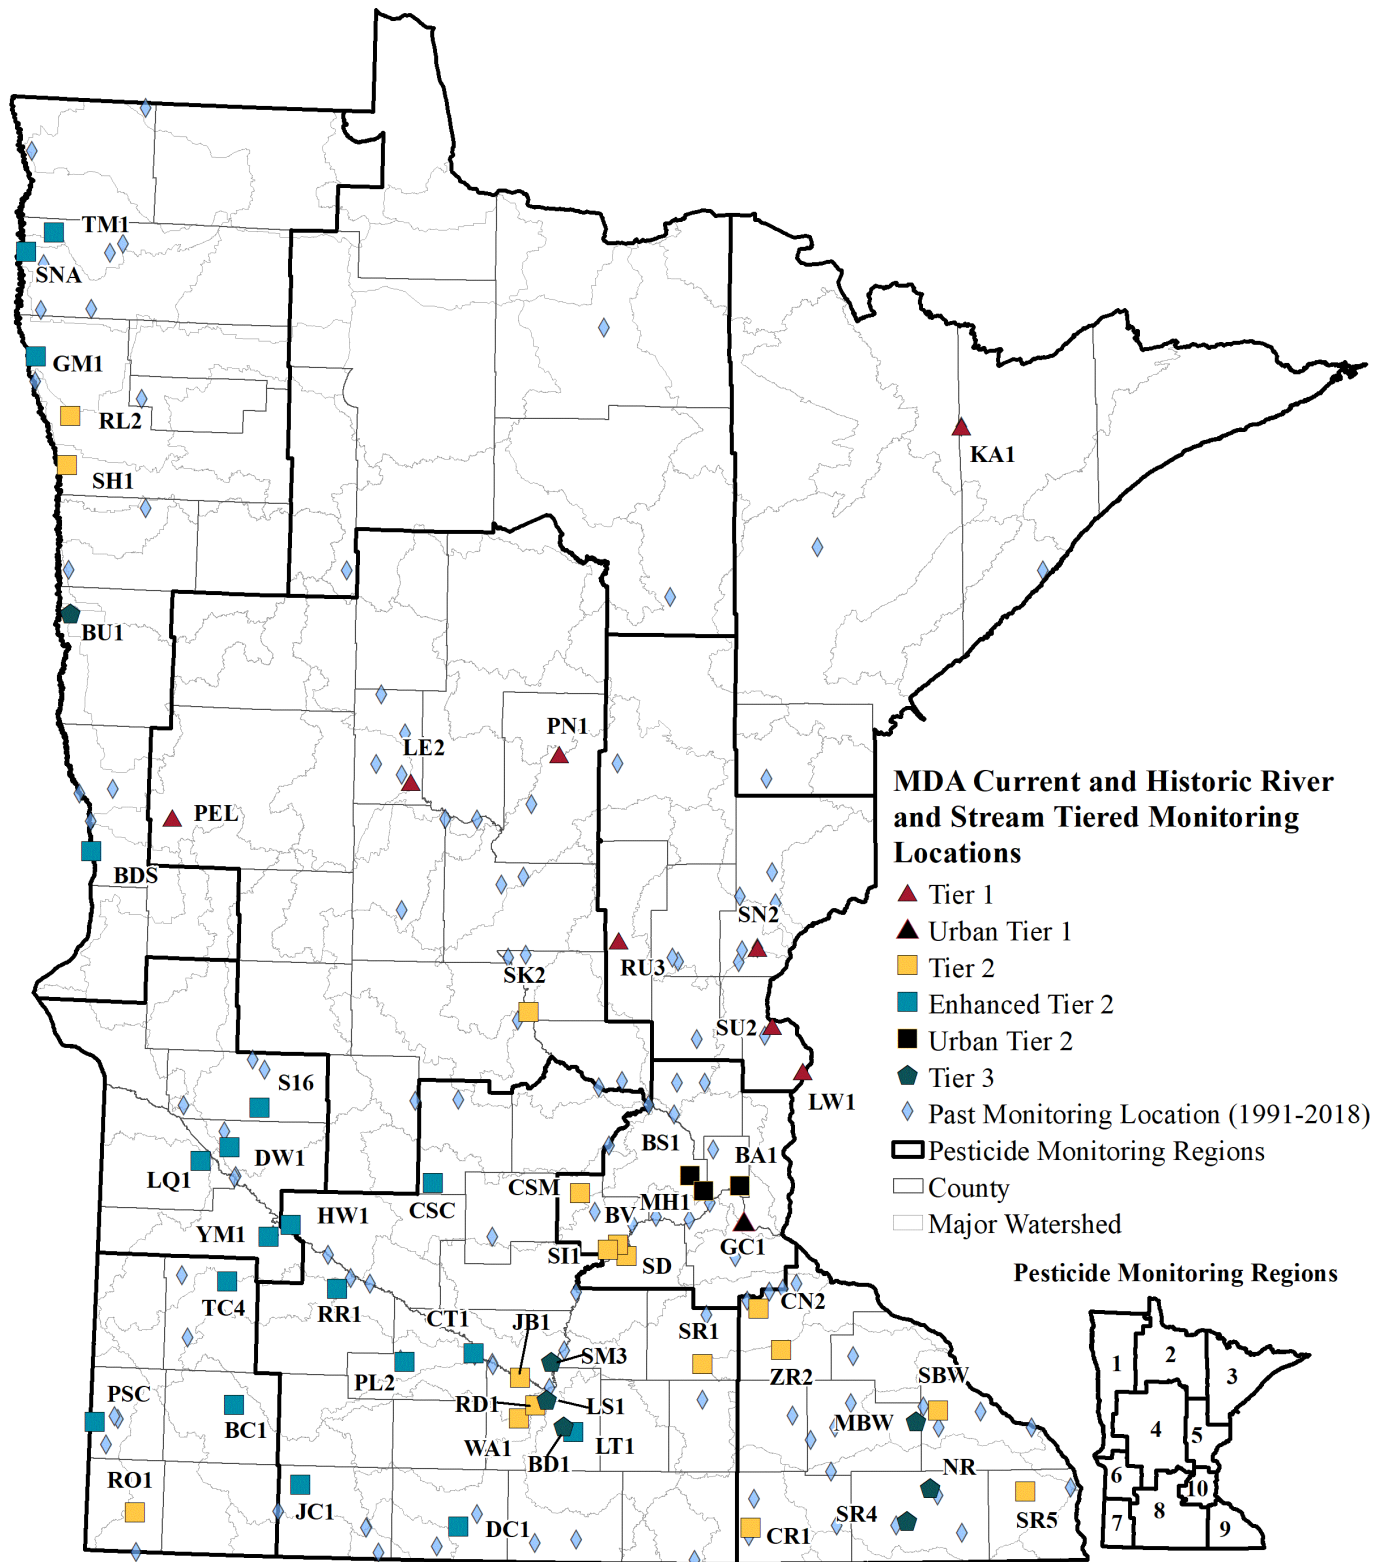 TM1
SNA
GM1
RL2
SH1
KA1
BU1
PN1
LE2
PEL
BDS
MDA Current and Historic River
and Stream Tiered Monitoring
Locations
Tier 1
Urban Tier 1
Tier 2
Enhanced Tier 2
Urban Tier 2
Tier 3
Past Monitoring Location (1991-2018)
Pesticide Monitoring Regions
County
Major Watershed
SN2
RU3
SK2
SU2
S16
LW1
DW1
BS1
BA1
LQ1
CSM
MH1
CSC
HW1
BV
YM1
GC1
SI1
SD
Pesticide Monitoring Regions
TC4
RR1
CN2
CT1
JB1
SR1
SM3
PL2
ZR2
SBW
PSC
RD1
LS1
BC1
MBW
WA1
LT1
BD1
NR
RO1
JC1
DC1
SR4
CR1
SR5
1
2
3
4
5
6
7
8
9
10